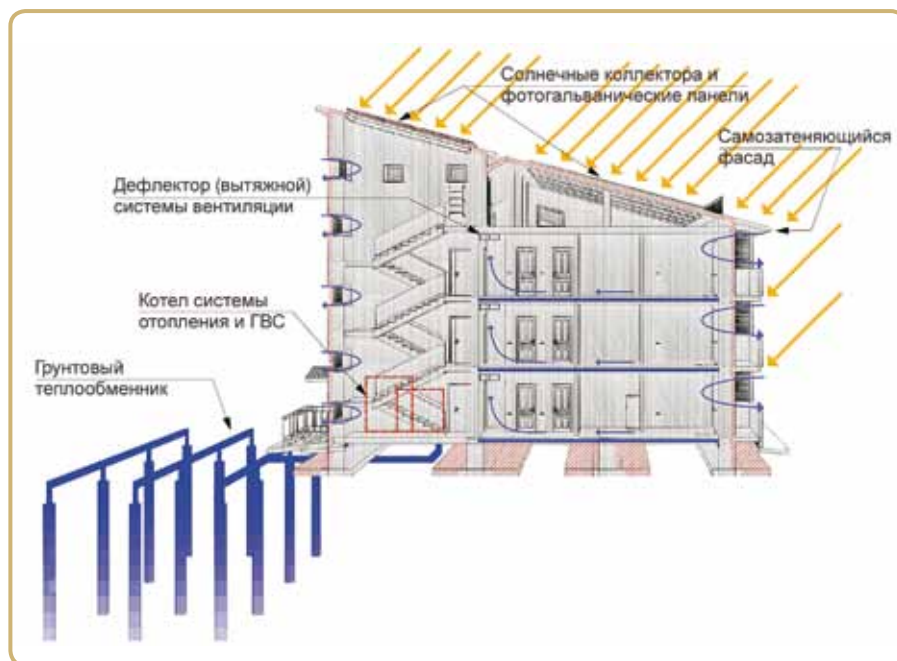 Солнечные коллектора и
фотогальванические панели
Самозатеняющийся
фасад
Дефлектор (вытяжной)
системы вентиляции
Котел системы
отопления и ГВС
Грунтовый
теплообменник